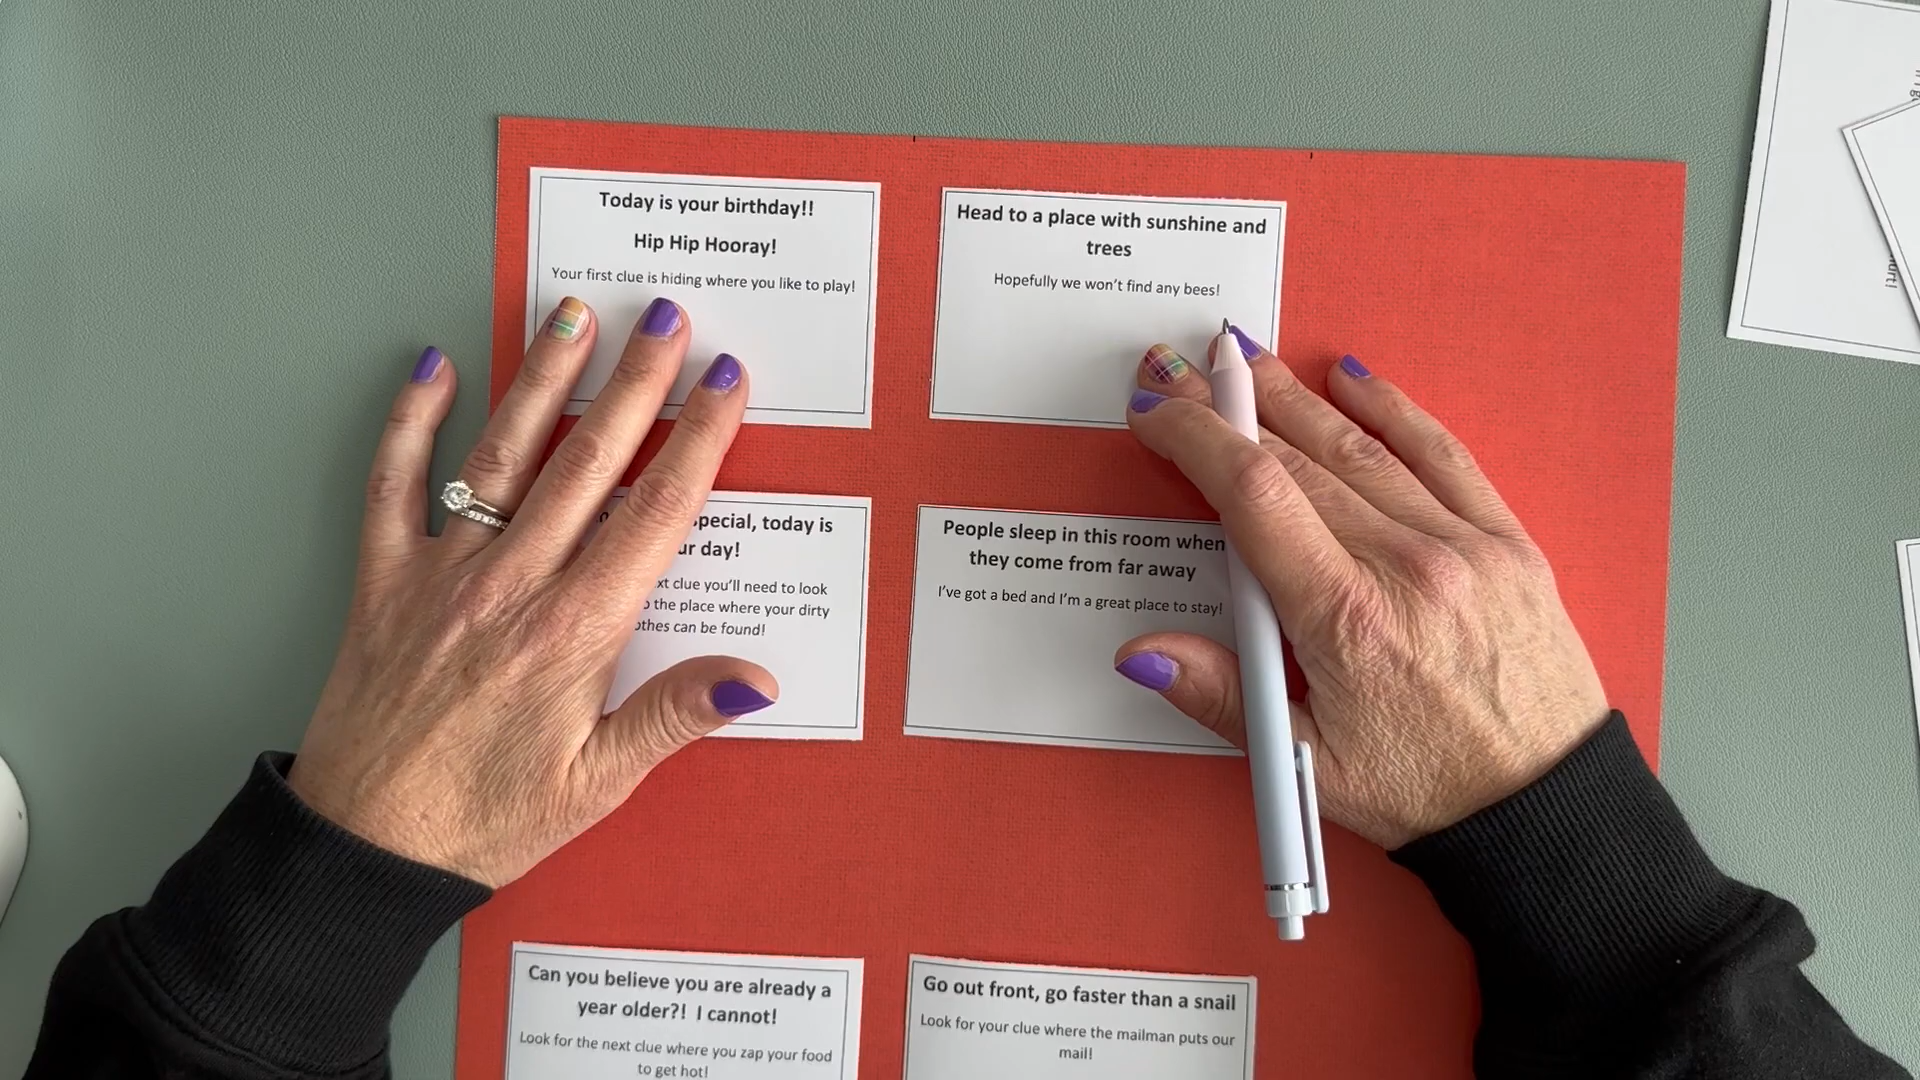 Today is your birthday!!
Hip Hip Hooray!
Your first clue is hiding where you like to play!
Head to a place with sunshine and
trees
Hopefully we won't find any bees!
special, today is
day!
clue you'll need to look
the place where your dirty
can be found!
People sleep in this room when
they come from far away
I've got a bed and I'm a great place to stay!
Can you believe you are already a
year older?! I cannot!
Look for the next clue where you zap your food
to get hot!
Go out front, go faster than a snail
Look for your clue where the mailman puts our
mail!